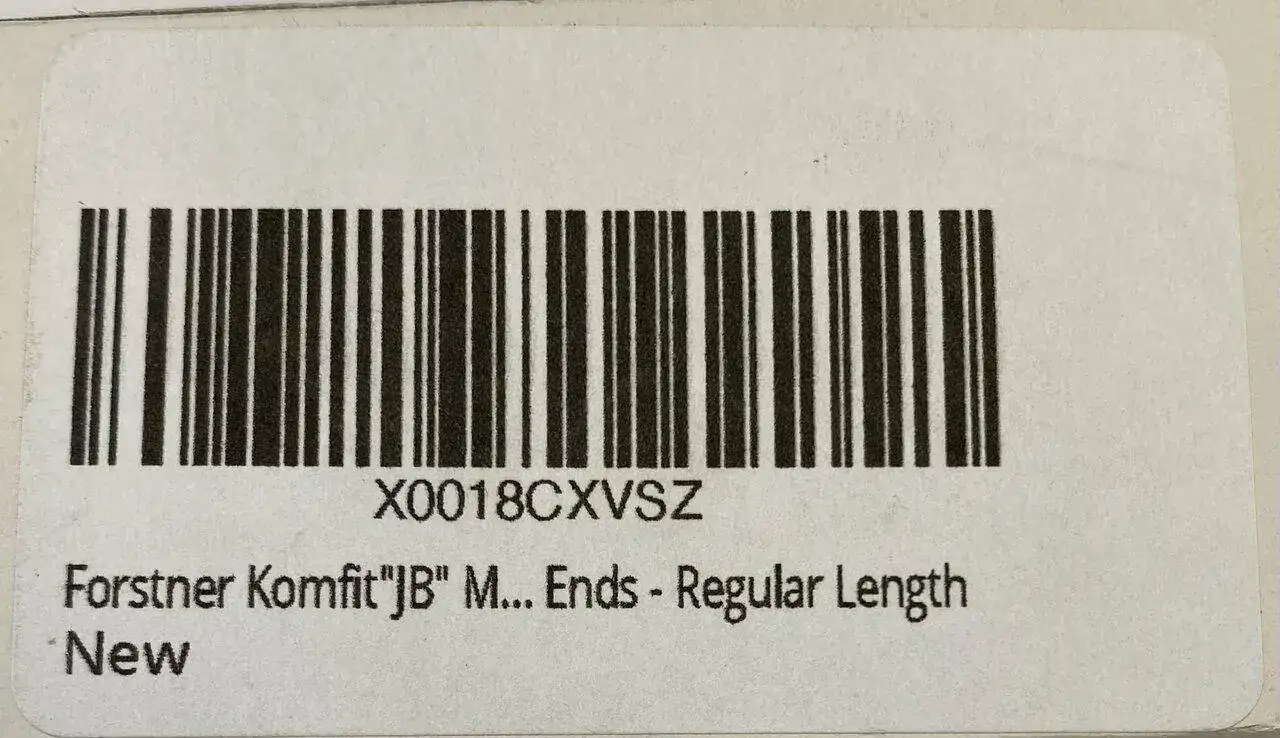 X0018CXVSZ
Forstner Komfit"JB" M... Ends - Regular Length
New